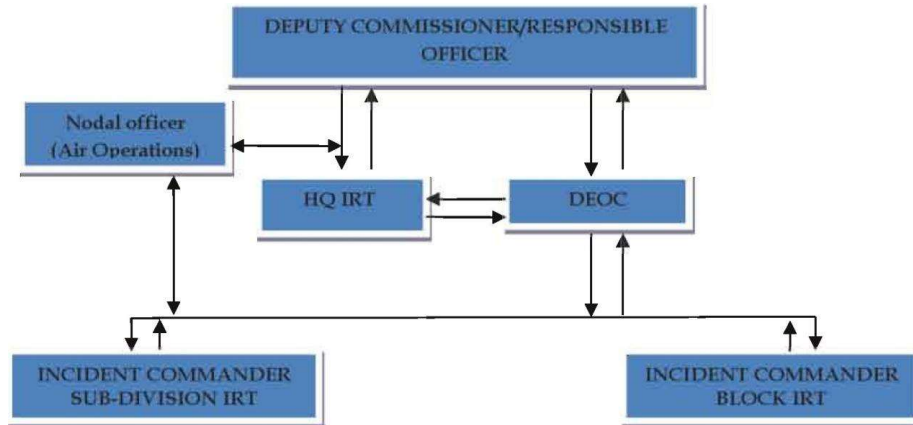 DEPUTY COMMISSIONER/RESPONSIBLE
OFFICER
Nodal officer
(Air Operations)
HQ IRT
DEOC
INCIDENT COMMANDER
SUB-DIVISION IRT
INCIDENT COMMANDER
BLOCK IRT